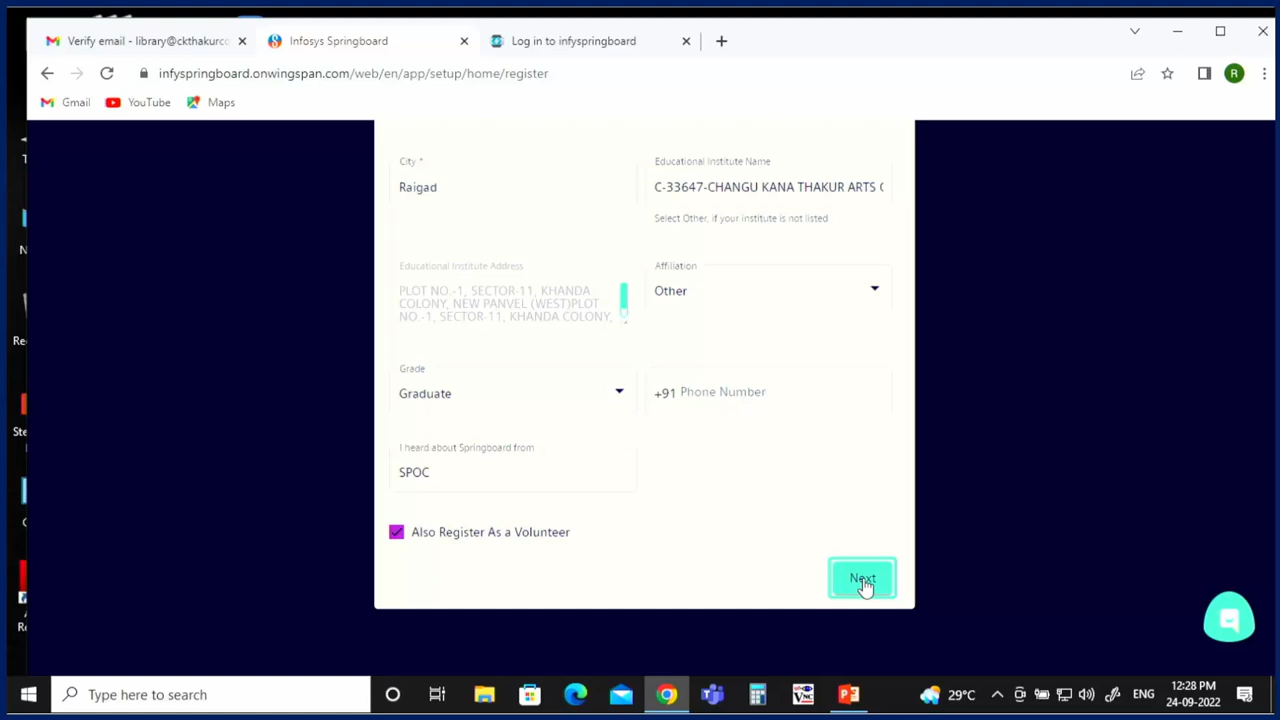 Verify email - library@ckthakurcc
Infosys Springboard
Log in to infyspringboard
infyspringboard.onwingspan.com/web/en/app/setup/home/register
R
Gmail
YouTube
Maps
City *
Raigad
Educational Institute Name
C-33647-CHANGU KANA THAKUR ARTS
Select Other, if your institute is not listed
Educational Institute Address
PLOT NO.-1, SECTOR-11, KHANDA
COLONY, NEW PANVEL (WEST)PLOT
NO.-1, SECTOR-11, KHANDA COLONY,
Affiliation
Other
Grade
Graduate
+91 Phone Number
I heard about Springboard from
SPOC
Also Register As a Volunteer
Next
Type here to search
29°C
ENG
12:28 PM
24-09-2022